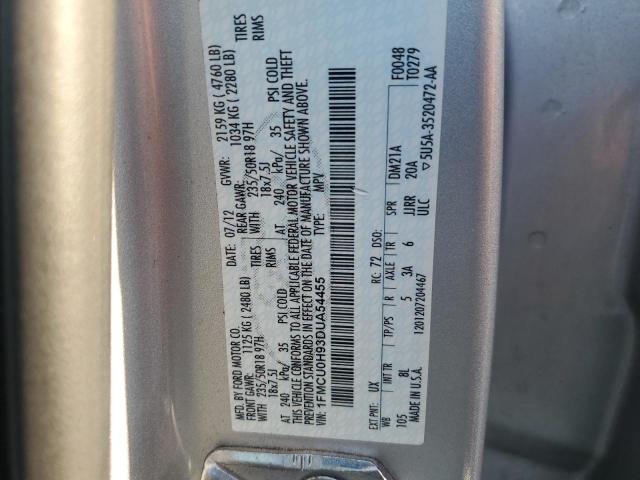 MFD. BY FORD MOTOR CO. DATE: 07/12 GVWR: 2159 KG ( 4760 LB)
FRONT GAWR: 1125 KG ( 2480 LB) REAR GAWR: 1034 KG ( 2280 LB)
WITH 235/50R18 97H TIRES WITH 235/50R18 97H TIRES
18x7.5J RIMS 18x7.5J RIMS
AT 240 kPa/ 35 PSI COLD AT 240 kPa/ 35 PSI COLD
THIS VEHICLE CONFORMS TO ALL APPLICABLE FEDERAL MOTOR VEHICLE SAFETY AND THEFT
PREVENTION STANDARDS IN EFFECT ON THE DATE OF MANUFACTURE SHOWN ABOVE.
VIN: 1FMCU0H93DUA54455 TYPE: MPV
F0048
T0279
EXT PNT: UX RC: 72 DSO:
WB INT TR TP/PS R AXLE TR SPR DM21A
105 8L 5 3A 6 JJRR 20A
MADE IN U.S.A. 1201207204467 ULC ▽5U5A-3520472-AA